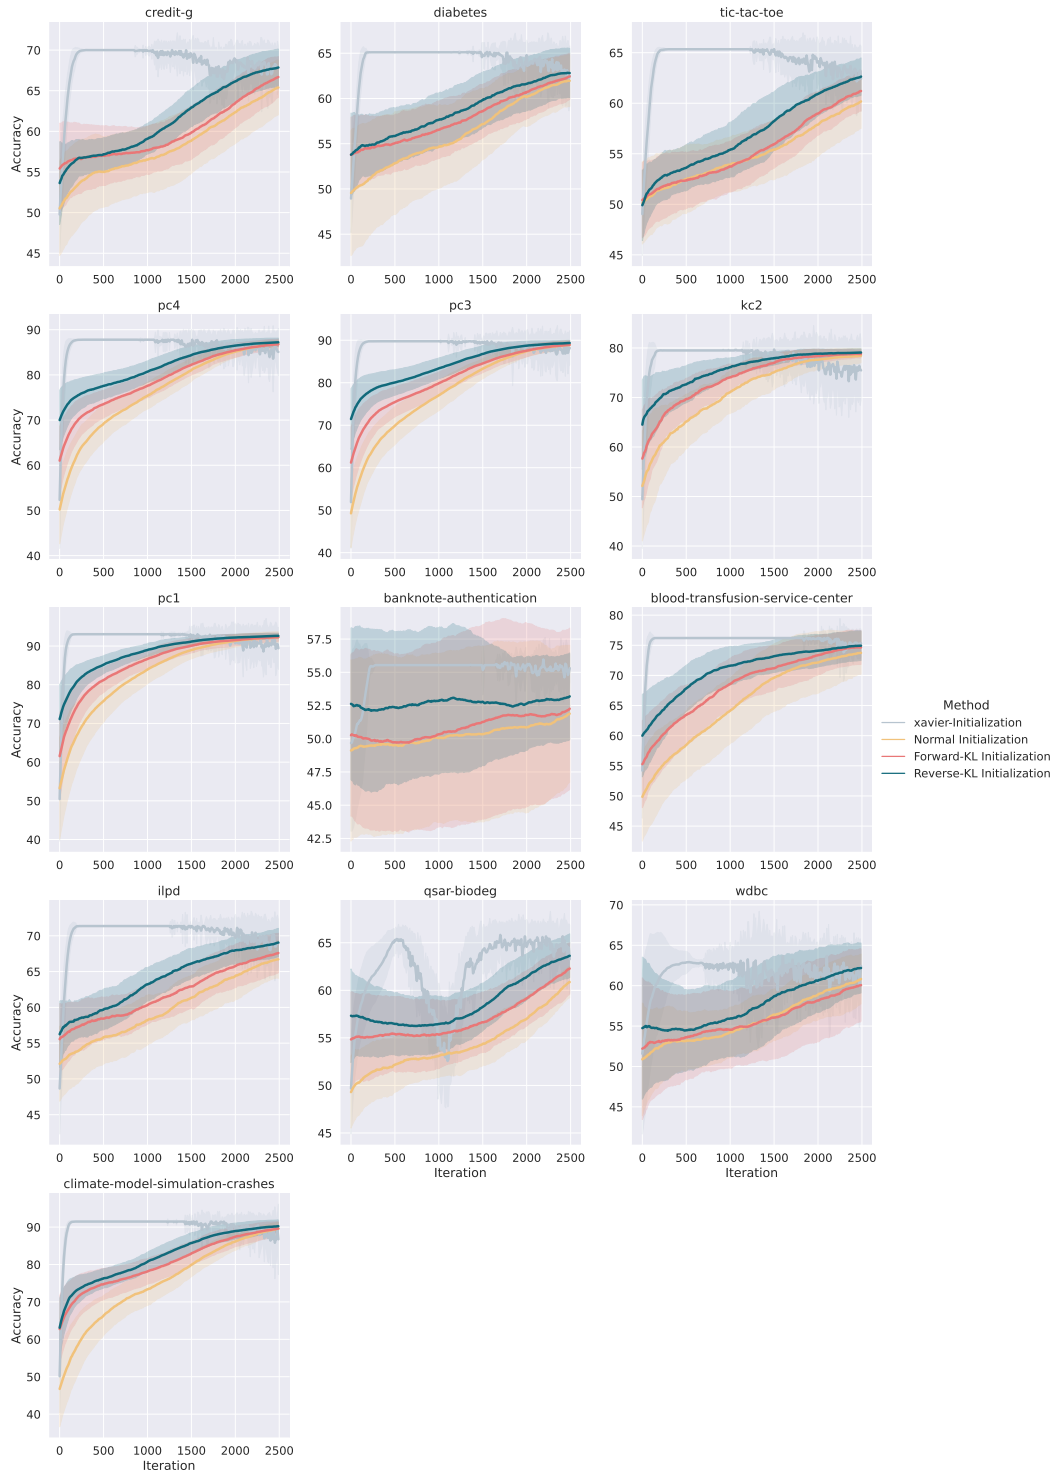 credit-g
70
65
60
55
50
45
0 500 1000 1500 2000 2500
Accuracy
diabetes
65
60
55
50
45
0 500 1000 1500 2000 2500
tic-tac-toe
65
60
55
50
45
0 500 1000 1500 2000 2500
pc4
90
80
70
60
50
40
0 500 1000 1500 2000 2500
Accuracy
pc3
90
80
70
60
50
40
0 500 1000 1500 2000 2500
kc2
80
70
60
50
40
0 500 1000 1500 2000 2500
pc1
90
80
70
60
50
40
0 500 1000 1500 2000 2500
Accuracy
banknote-authentication
57.5
55.0
52.5
50.0
47.5
45.0
42.5
0 500 1000 1500 2000 2500
blood-transfusion-service-center
80
75
70
65
60
55
50
45
0 500 1000 1500 2000 2500
Method
xavier-Initialization
Normal Initialization
Forward-KL Initialization
Reverse-KL Initialization
ilpd
70
65
60
55
50
45
0 500 1000 1500 2000 2500
Accuracy
qsar-biodeg
65
60
55
50
45
0 500 1000 1500 2000 2500
Iteration
wdbc
70
65
60
55
50
45
0 500 1000 1500 2000 2500
Iteration
climate-model-simulation-crashes
90
80
70
60
50
40
0 500 1000 1500 2000 2500
Accuracy
Iteration